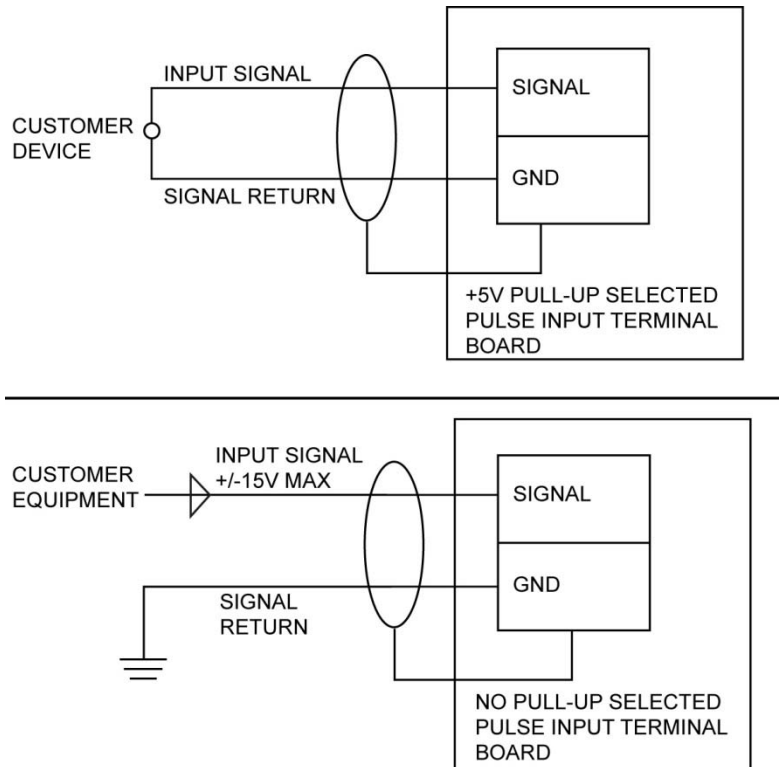 INPUT SIGNAL
SIGNAL
CUSTOMER
DEVICE
GND
SIGNAL RETURN
+5V PULL-UP SELECTED
PULSE INPUT TERMINAL
BOARD
INPUT SIGNAL
+/-15V MAX
CUSTOMER
EQUIPMENT
SIGNAL
GND
SIGNAL
RETURN
NO PULL-UP SELECTED
PULSE INPUT TERMINAL
BOARD